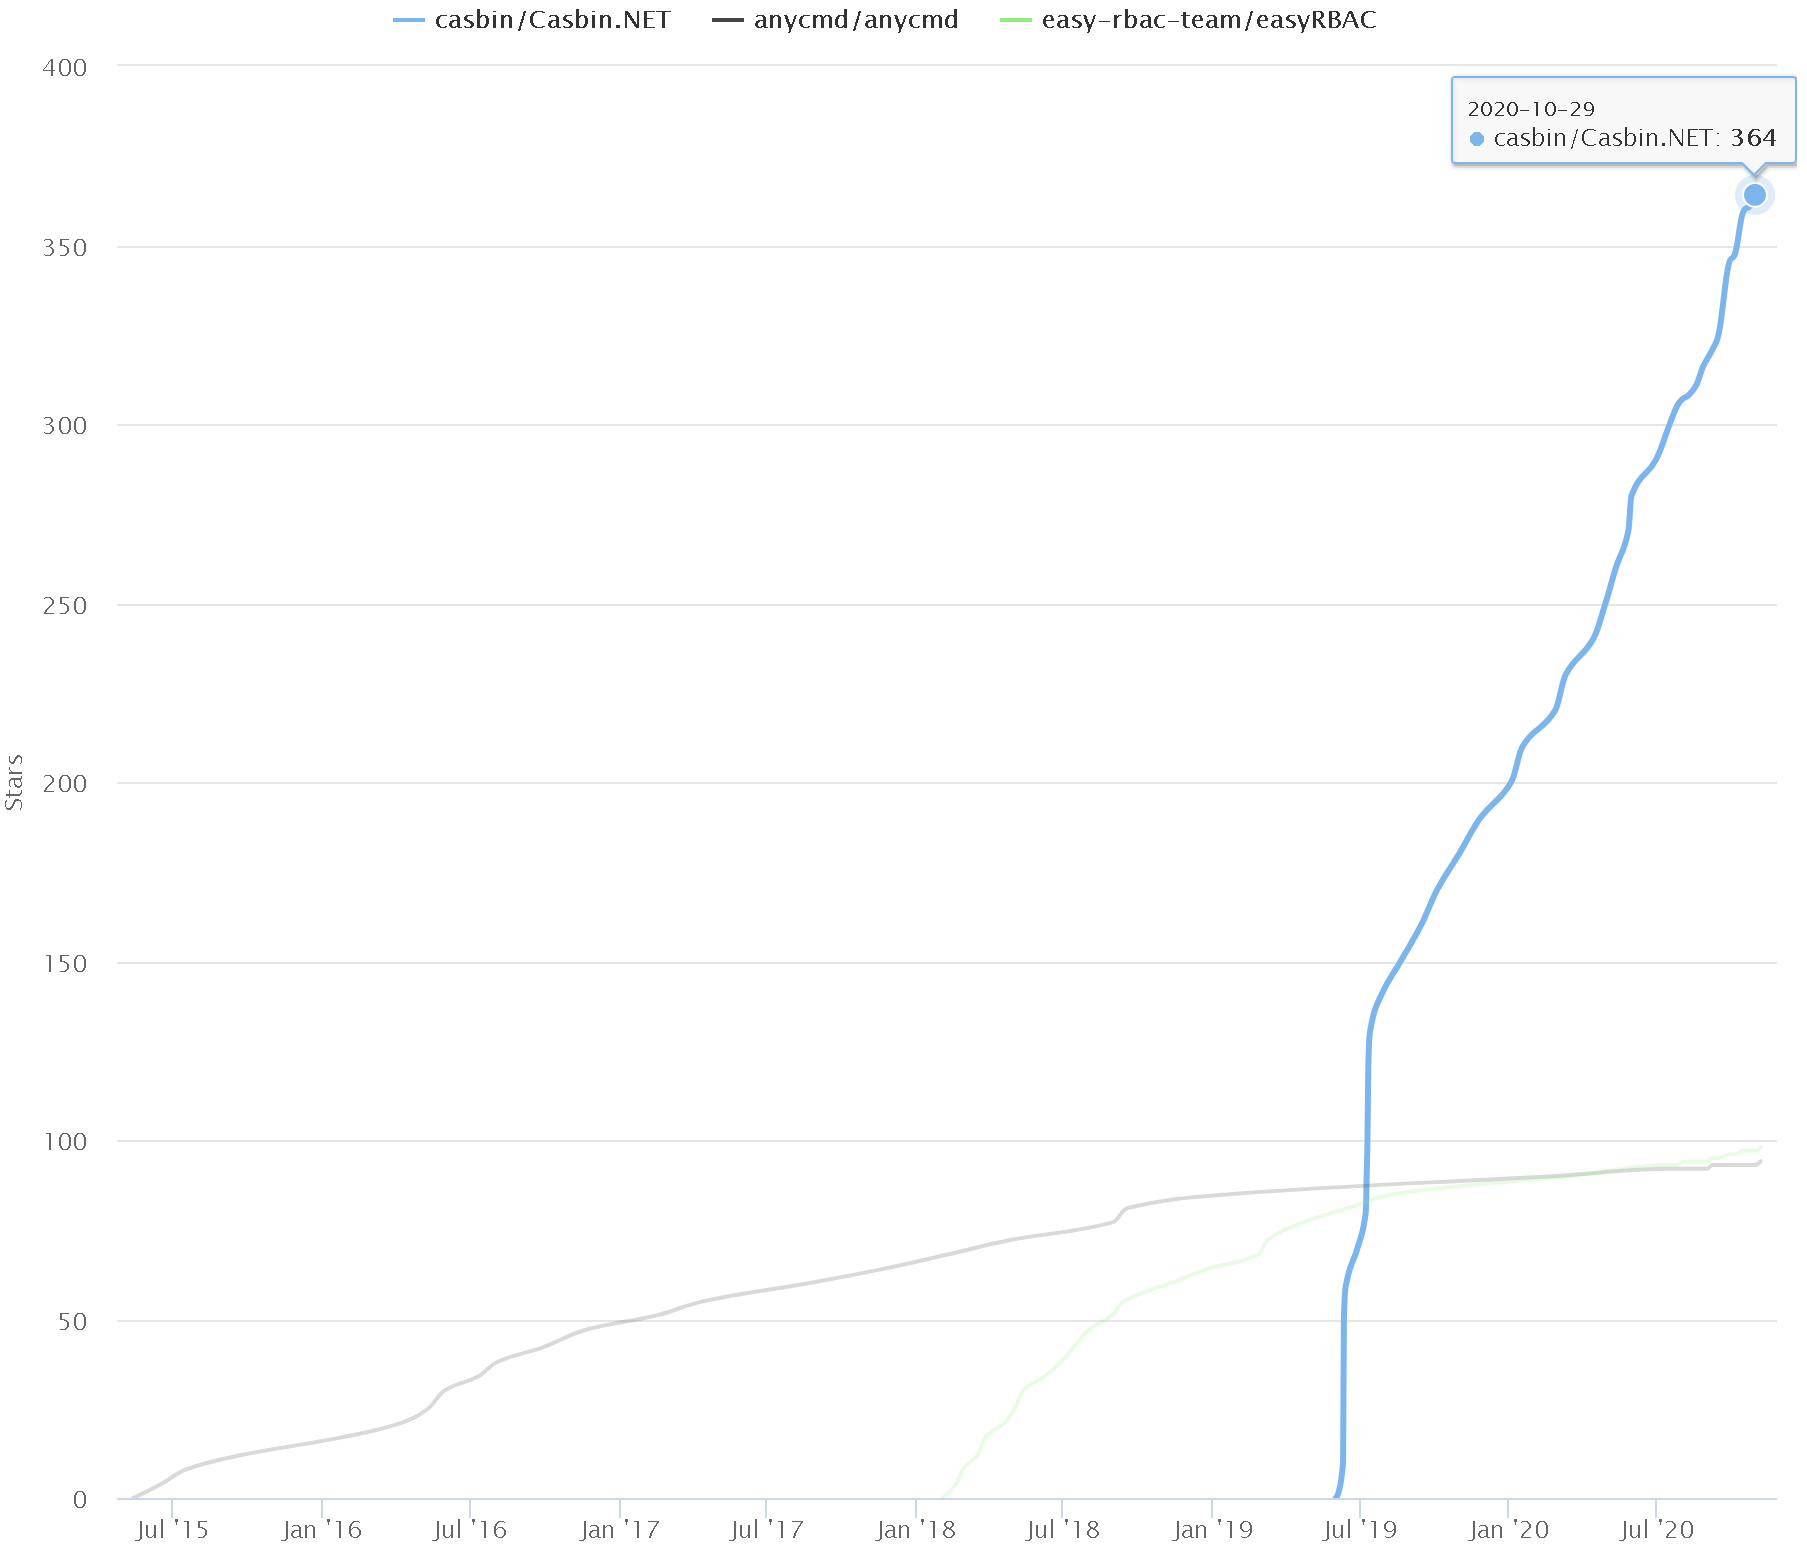 casbin/Casbin.NET anycmd/anycmd easy-rbac-team/easyRBAC
400
2020-10-29
casbin/Casbin.NET: 364
350
300
250
200
Stars
150
100
50
0
Jul '15 Jan '16 Jul '16 Jan '17 Jul '17 Jan '18 Jul '18 Jan '19 Jul '19 Jan '20 Jul '20